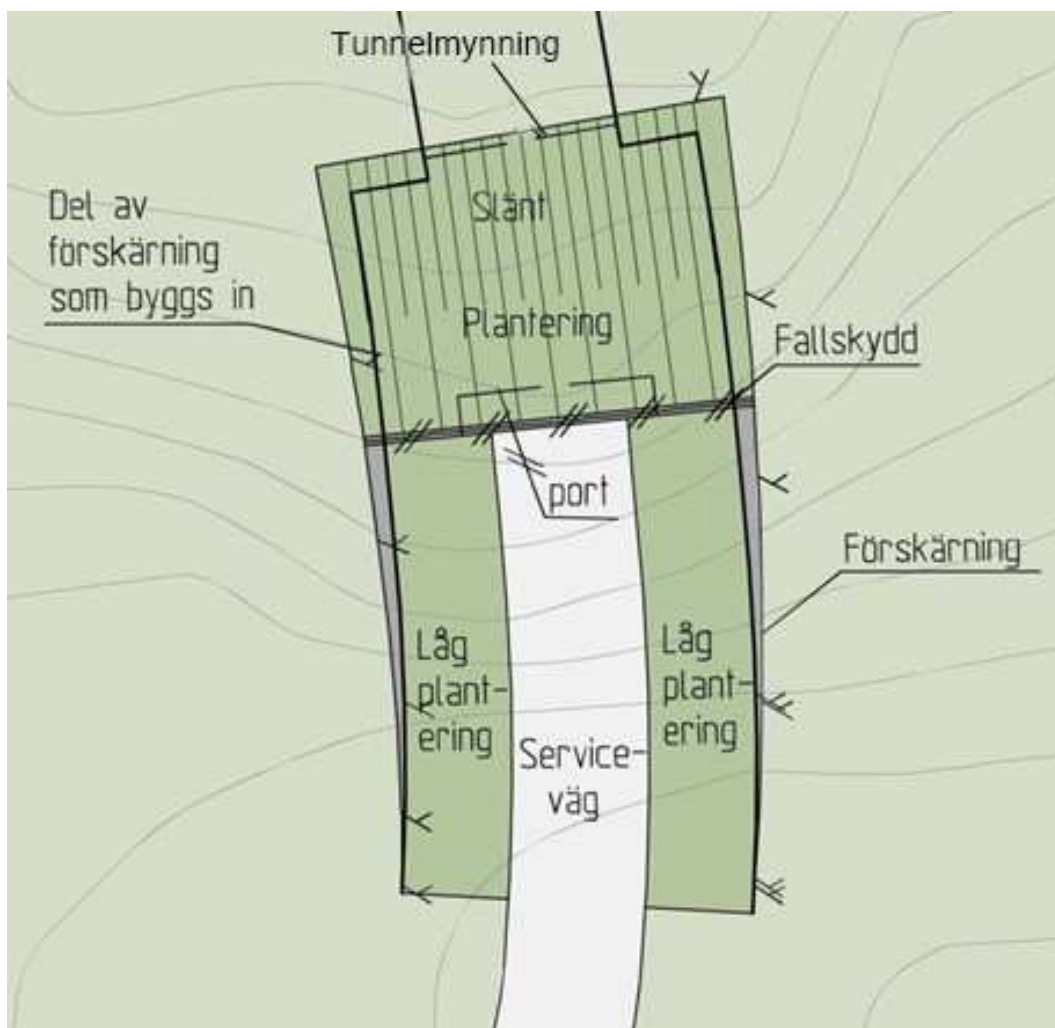 Tunnelmynning
Slänt
Del av
förskärning
som byggs in
Plantering
Fallskydd
port
Förskärning
Låg
plant-
ering
Låg
plant-
ering
Service-
väg